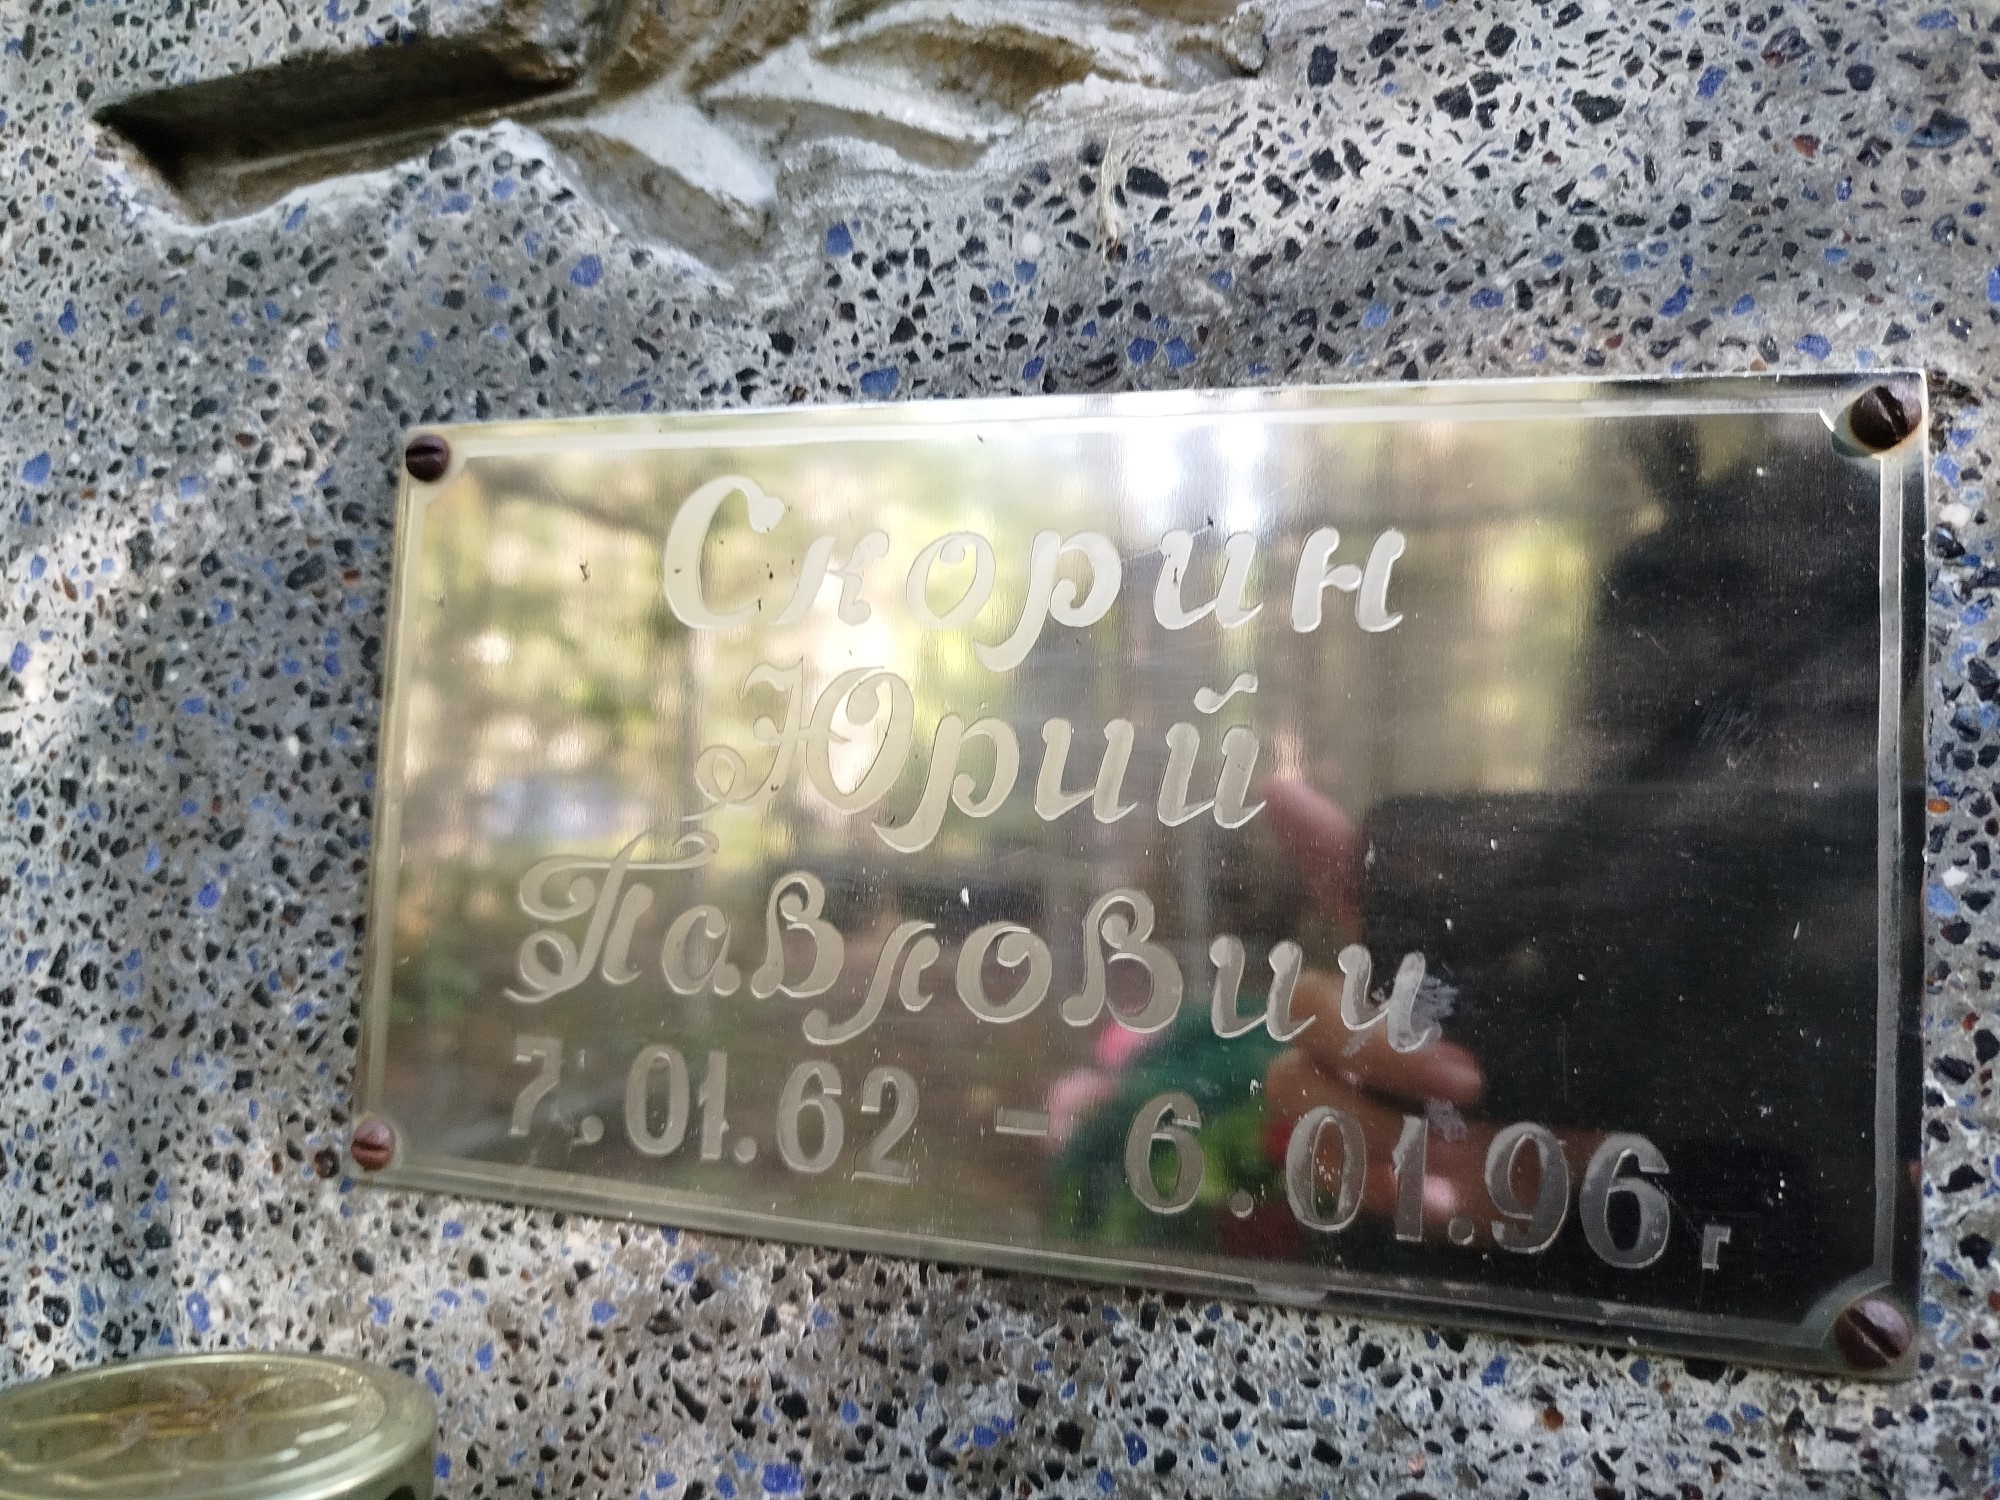 Скорин
Юрий
Павлович
7.01.62 - 6.01.96г